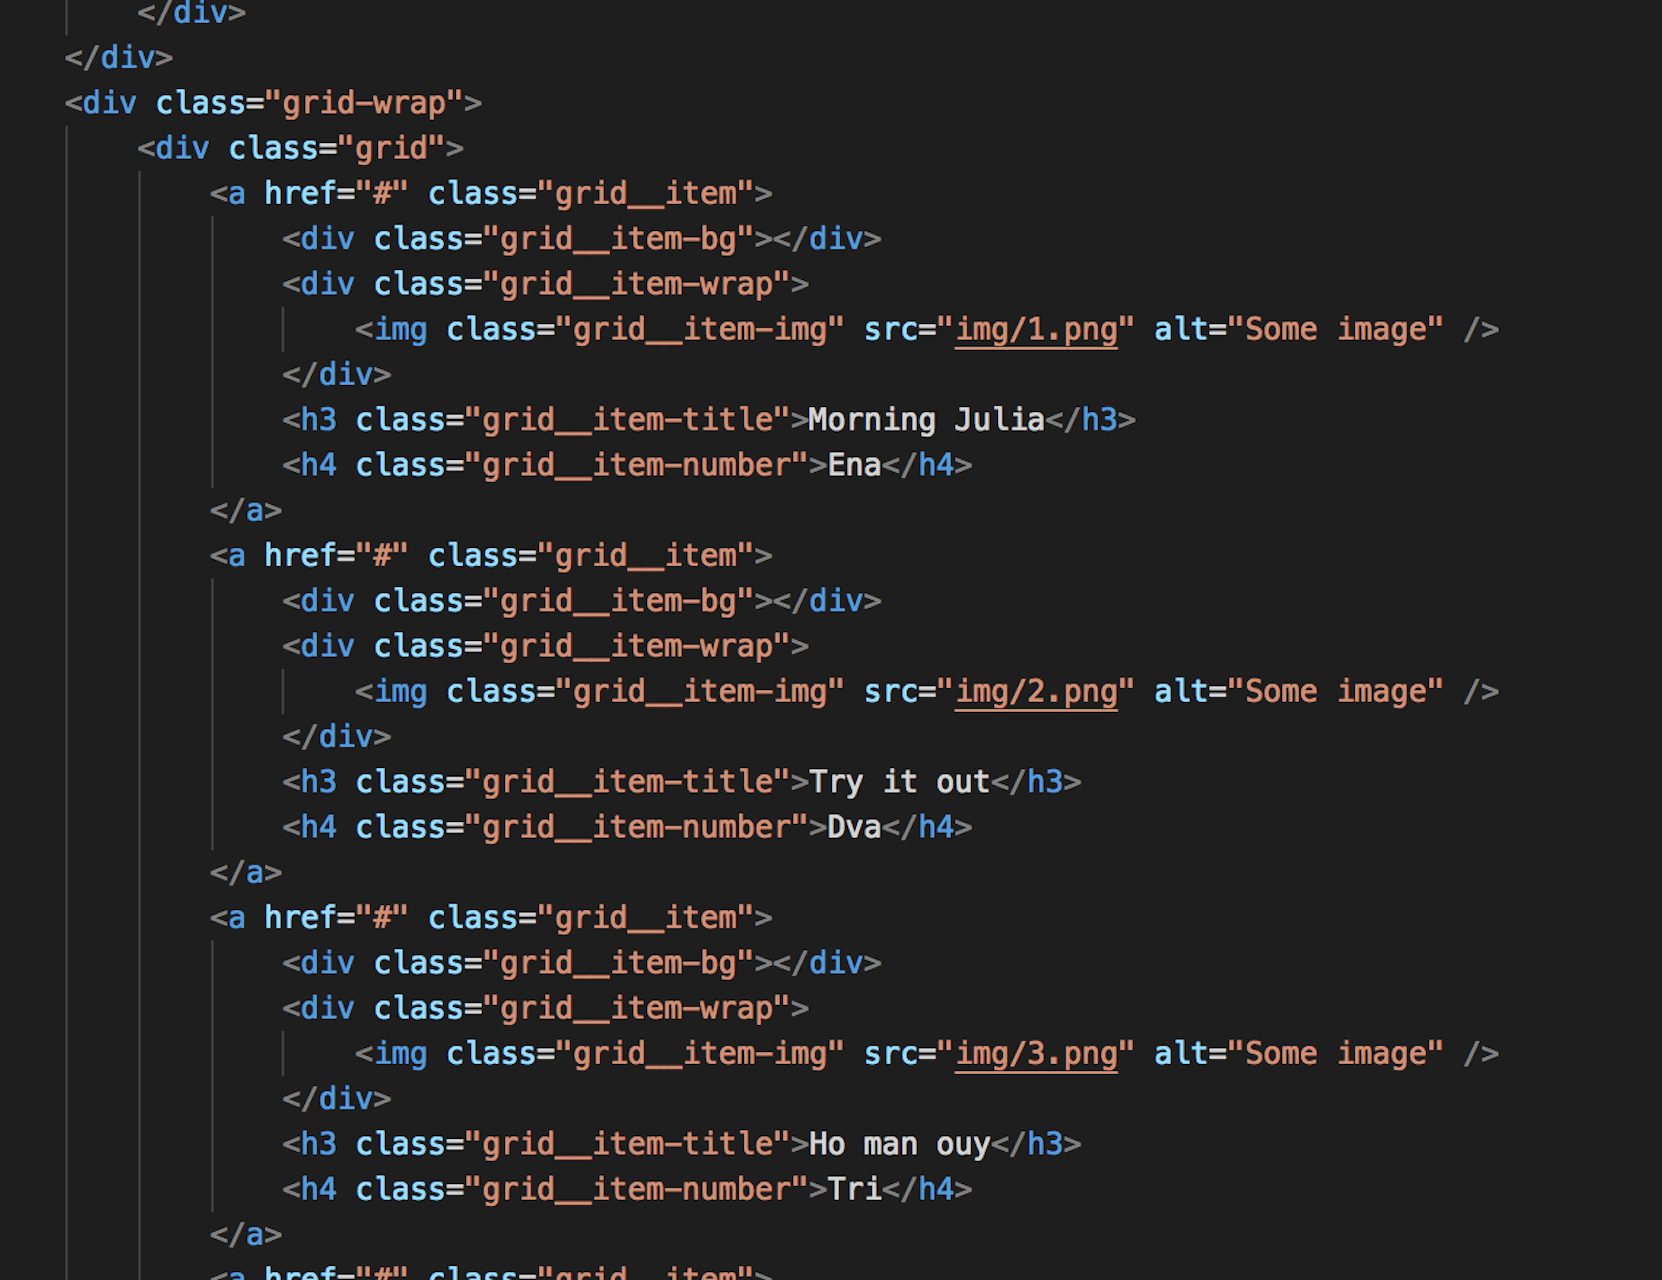 </div>
</div>
<div class="grid-wrap">
<div class="grid">
<a href="#" class="grid__item">
<div class="grid__item-bg"></div>
<div class="grid__item-wrap">
<img class="grid__item-img" src="img/1.png" alt="Some image" />
</div>
<h3 class="grid__item-title">Morning Julia</h3>
<h4 class="grid__item-number">Ena</h4>
</a>
<a href="#" class="grid__item">
<div class="grid__item-bg"></div>
<div class="grid__item-wrap">
<img class="grid__item-img" src="img/2.png" alt="Some image" />
</div>
<h3 class="grid__item-title">Try it out</h3>
<h4 class="grid__item-number">Dva</h4>
</a>
<a href="#" class="grid__item">
<div class="grid__item-bg"></div>
<div class="grid__item-wrap">
<img class="grid__item-img" src="img/3.png" alt="Some image" />
</div>
<h3 class="grid__item-title">Ho man ouy</h3>
<h4 class="grid__item-number">Tri</h4>
</a>
<a href="#" class="grid__item">